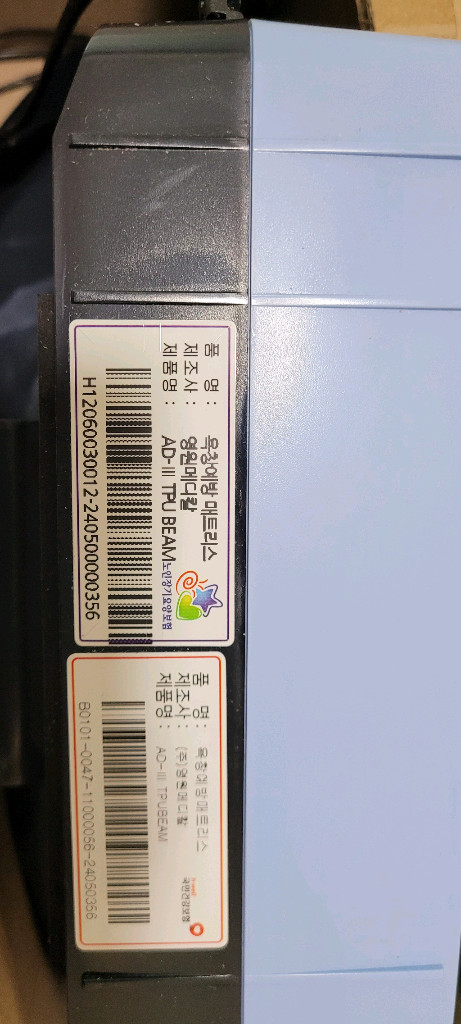 품 명 : 욕창예방 매트리스
제조사 : 영원메디칼
제품명 : AD-III TPU BEAM
노인장기요양보험
H12060030012-240500000356
품 명 : 욕창예방매트리스
제조사 : (주)영원메디칼
제품명 : AD-III TPUBEAM
국민건강보험
B0101-0047-11000056-24050356